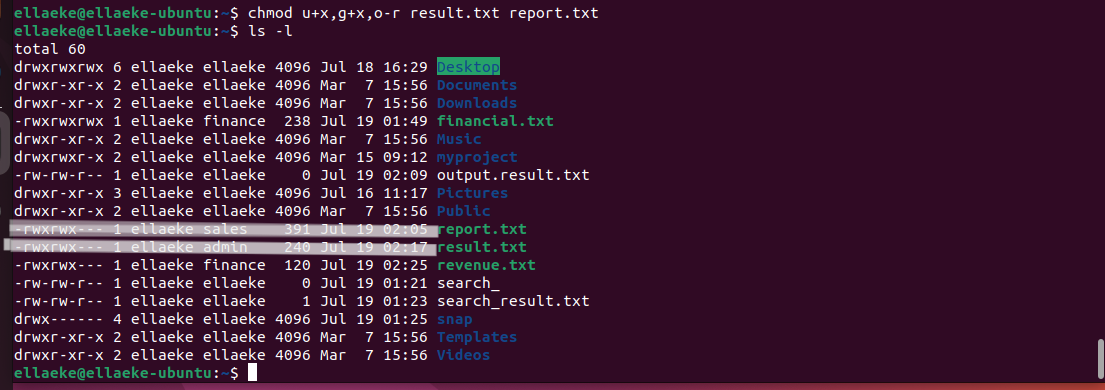 ellaeke@ellaeke-ubuntu:~$ chmod u+x,g+x,o-r result.txt report.txt
ellaeke@ellaeke-ubuntu:~$ ls -l
total 60
drwxrwxrwx 6 ellaeke ellaeke 4096 Jul 18 16:29 Desktop
drwxr-xr-x 2 ellaeke ellaeke 4096 Mar  7 15:56 Documents
drwxr-xr-x 2 ellaeke ellaeke 4096 Mar  7 15:56 Downloads
-rwxrwxrwx 1 ellaeke finance  238 Jul 19 01:49 financial.txt
drwxr-xr-x 2 ellaeke ellaeke 4096 Mar  7 15:56 Music
drwxrwxr-x 2 ellaeke ellaeke 4096 Mar 15 09:12 myproject
-rw-rw-r-- 1 ellaeke ellaeke    0 Jul 19 02:09 output.result.txt
drwxr-xr-x 3 ellaeke ellaeke 4096 Jul 16 11:17 Pictures
drwxr-xr-x 2 ellaeke ellaeke 4096 Mar  7 15:56 Public
-rwxrwx--- 1 ellaeke sales    391 Jul 19 02:05 report.txt
-rwxrwx--- 1 ellaeke admin    240 Jul 19 02:17 result.txt
-rwxrwx--- 1 ellaeke finance  120 Jul 19 02:25 revenue.txt
-rw-rw-r-- 1 ellaeke ellaeke    0 Jul 19 01:21 search_
-rw-rw-r-- 1 ellaeke ellaeke    1 Jul 19 01:23 search_result.txt
drwx------ 4 ellaeke ellaeke 4096 Jul 19 01:25 snap
drwxr-xr-x 2 ellaeke ellaeke 4096 Mar  7 15:56 Templates
drwxr-xr-x 2 ellaeke ellaeke 4096 Mar  7 15:56 Videos
ellaeke@ellaeke-ubuntu:~$